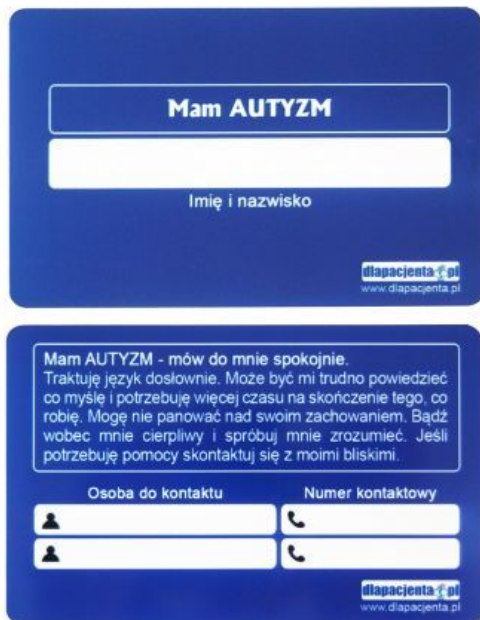 Mam AUTYZM
Imię i nazwisko
dlapacjenta.pl
www.dlapacjenta.pl
Mam AUTYZM - mów do mnie spokojnie.
Traktuję język dosłownie. Może być mi trudno powiedzieć
co myślę i potrzebuję więcej czasu na skończenie tego, co
robię. Mogę nie panować nad swoim zachowaniem. Bądź
wobec mnie cierpliwy i spróbuj mnie zrozumieć. Jeśli
potrzebuję pomocy skontaktuj się z moimi bliskimi.
Osoba do kontaktu Numer kontaktowy
dlapacjenta.pl
www.dlapacjenta.pl